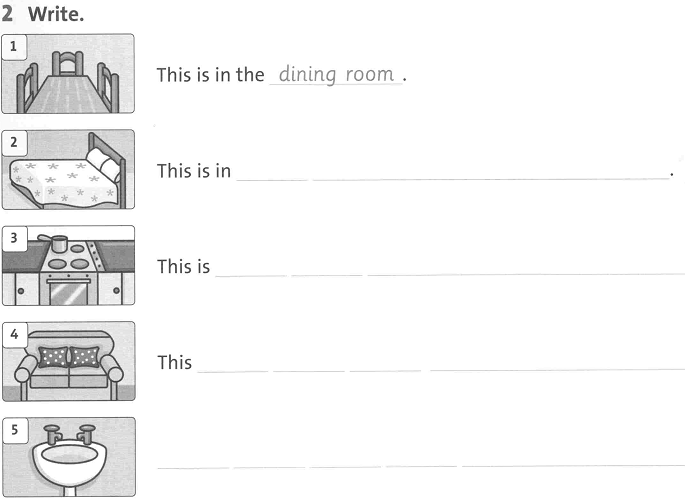 2 Write.
1
This is in the dining room.
2
This is in .
3
This is
4
This
5